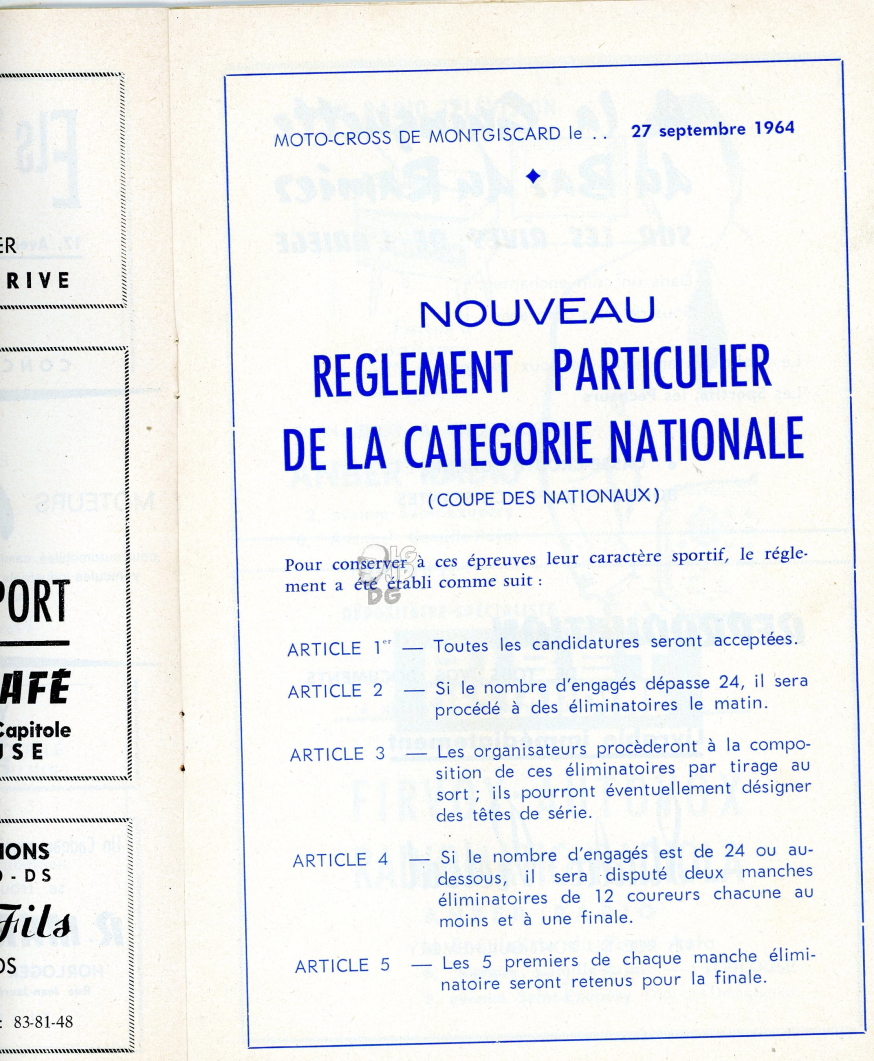 ER
RIVE
PORT
AFÉ
Capitole
USE
IONS
D - DS
Fils
DS
: 83-81-48
MOTO-CROSS DE MONTGISCARD le .. 27 septembre 1964
NOUVEAU
REGLEMENT PARTICULIER
DE LA CATEGORIE NATIONALE
(COUPE DES NATIONAUX)
Pour conserver à ces épreuves leur caractère sportif, le régle-
ment a été établi comme suit :
ARTICLE 1er — Toutes les candidatures seront acceptées.
ARTICLE 2 — Si le nombre d'engagés dépasse 24, il sera
procédé à des éliminatoires le matin.
ARTICLE 3 — Les organisateurs procèderont à la compo-
sition de ces éliminatoires par tirage au
sort ; ils pourront éventuellement désigner
des têtes de série.
ARTICLE 4 — Si le nombre d'engagés est de 24 ou au-
dessous, il sera disputé deux manches
éliminatoires de 12 coureurs chacune au
moins et à une finale.
ARTICLE 5 — Les 5 premiers de chaque manche élimi-
natoire seront retenus pour la finale.